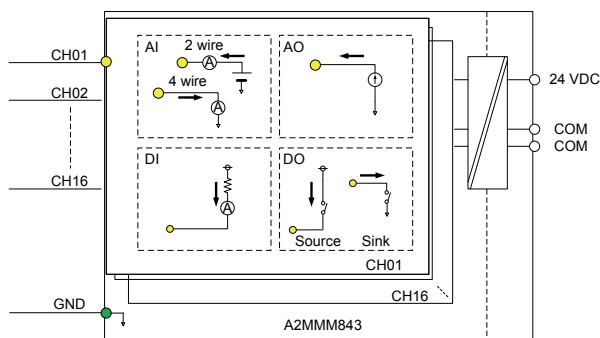 CH01
CH02
CH16
GND
AI
2 wire
A
4 wire
A
AO
DI
A
DO
Source
Sink
CH01
CH16
A2MMM843
24 VDC
COM
COM